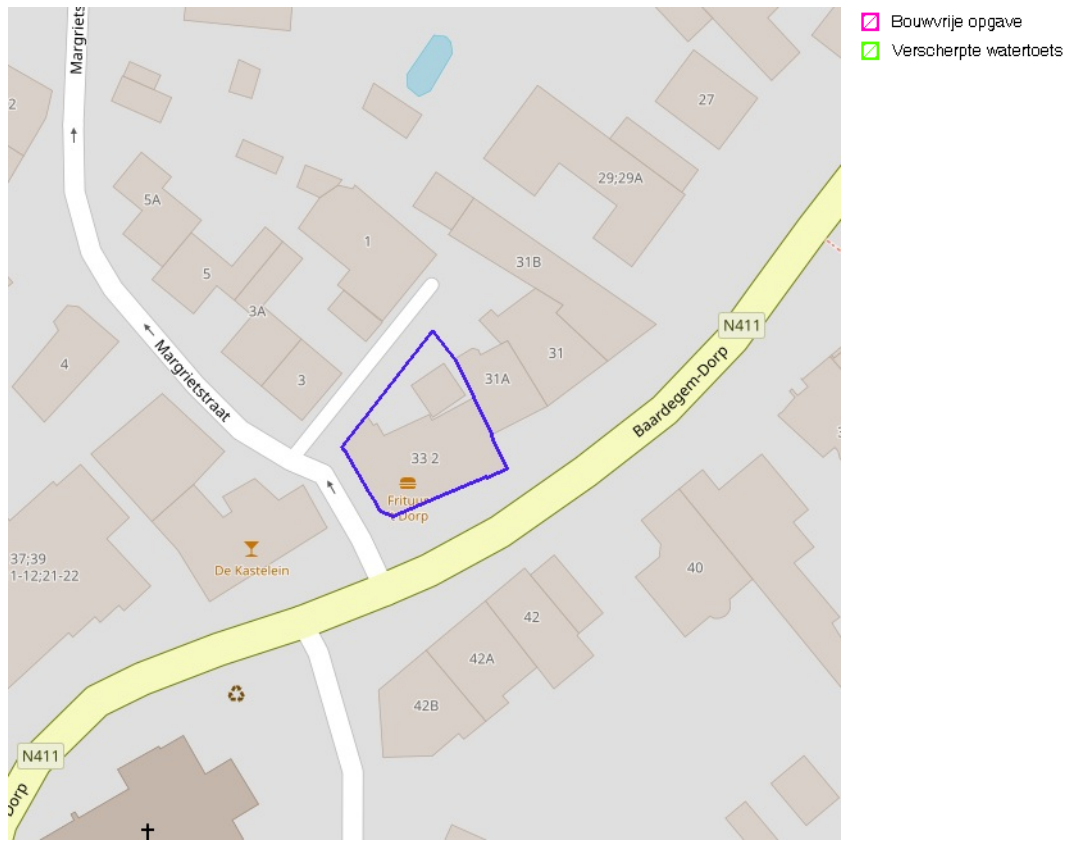 Bouwvrije opgave
Verscherpte watertoets
Margriets
2
27
5A
29;29A
1
31B
5
3A
N411
31
4
31A
3
Margrietstraat
Baardegem-Dorp
33 2
Frituur
Dorp
37;39
1-12;21-22
De Kastelein
40
42
42A
42B
N411
Dorp